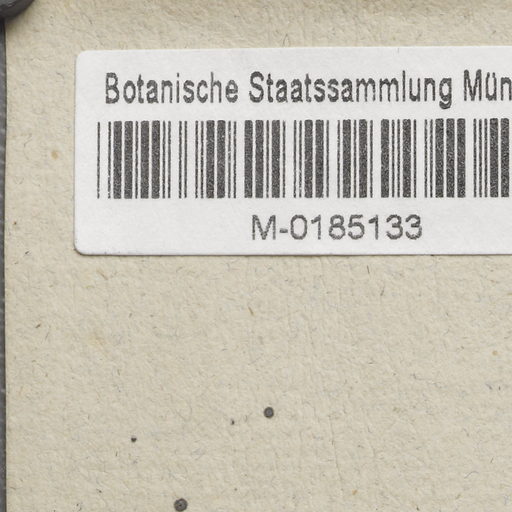 Botanische Staatssammlung Mün
M-0185133